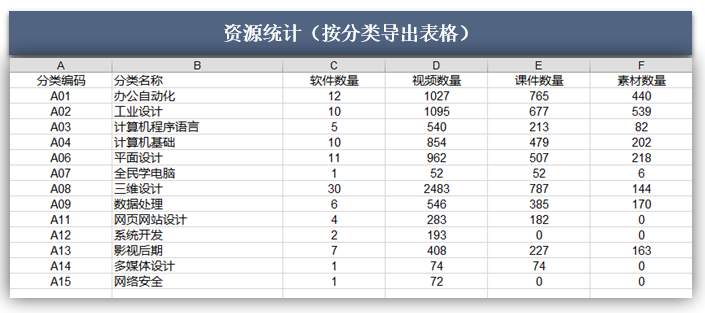 资源统计（按分类导出表格）
A B C D E F
分类编码 分类名称 软件数量 视频数量 课件数量 素材数量
A01 办公自动化 12 1027 765 440
A02 工业设计 10 1095 677 539
A03 计算机程序语言 5 540 213 82
A04 计算机基础 10 854 479 202
A06 平面设计 11 962 507 218
A07 全民学电脑 1 52 52 6
A08 三维设计 30 2483 787 144
A09 数据处理 6 546 385 170
A11 网页网站设计 4 283 182 0
A12 系统开发 2 193 0 0
A13 影视后期 7 408 227 163
A14 多媒体设计 1 74 74 0
A15 网络安全 1 72 0 0